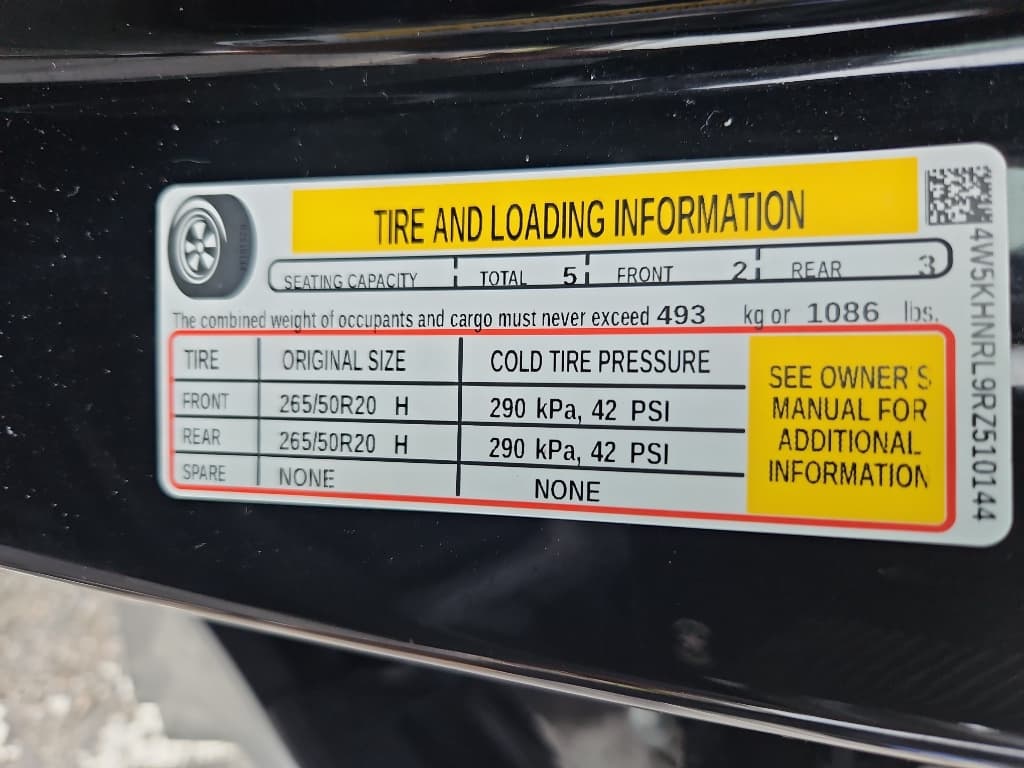 TIRE AND LOADING INFORMATION
SEATING CAPACITY TOTAL 5 FRONT 2 REAR 3
The combined weight of occupants and cargo must never exceed 493 kg or 1086 lbs.
TIRE ORIGINAL SIZE COLD TIRE PRESSURE
FRONT 265/50R20 H 290 kPa, 42 PSI
REAR 265/50R20 H 290 kPa, 42 PSI
SPARE NONE NONE
SEE OWNER'S
MANUAL FOR
ADDITIONAL
INFORMATION
4W5KHNRL9RZ510144